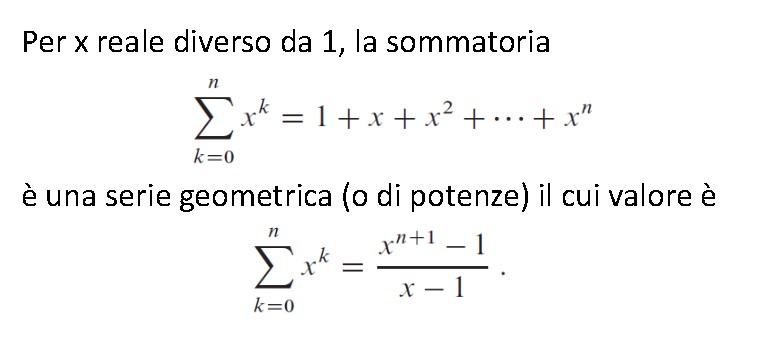 Per x reale diverso da 1, la sommatoria
$$\sum_{k=0}^{n} x^k = 1 + x + x^2 + \cdots + x^n$$
è una serie geometrica (o di potenze) il cui valore è
$$\sum_{k=0}^{n} x^k = \frac{x^{n+1} - 1}{x - 1} .$$